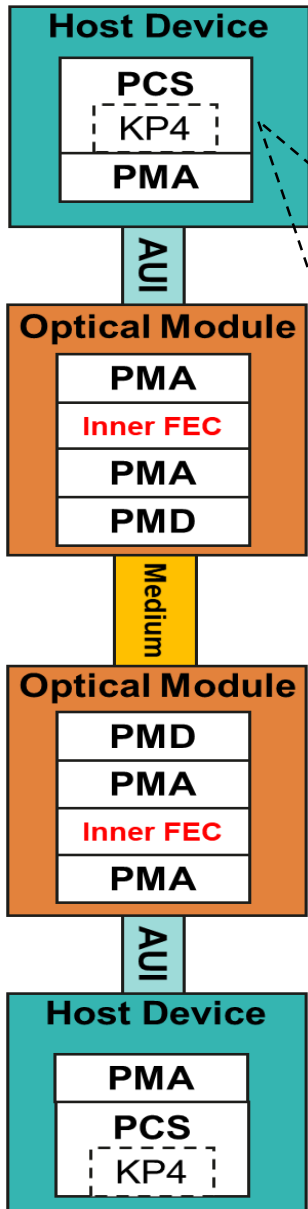 Host Device
PCS
KP4
PMA
AUI
Optical Module
PMA
Inner FEC
PMA
PMD
Medium
Optical Module
PMD
PMA
Inner FEC
PMA
AUI
Host Device
PMA
PCS
KP4